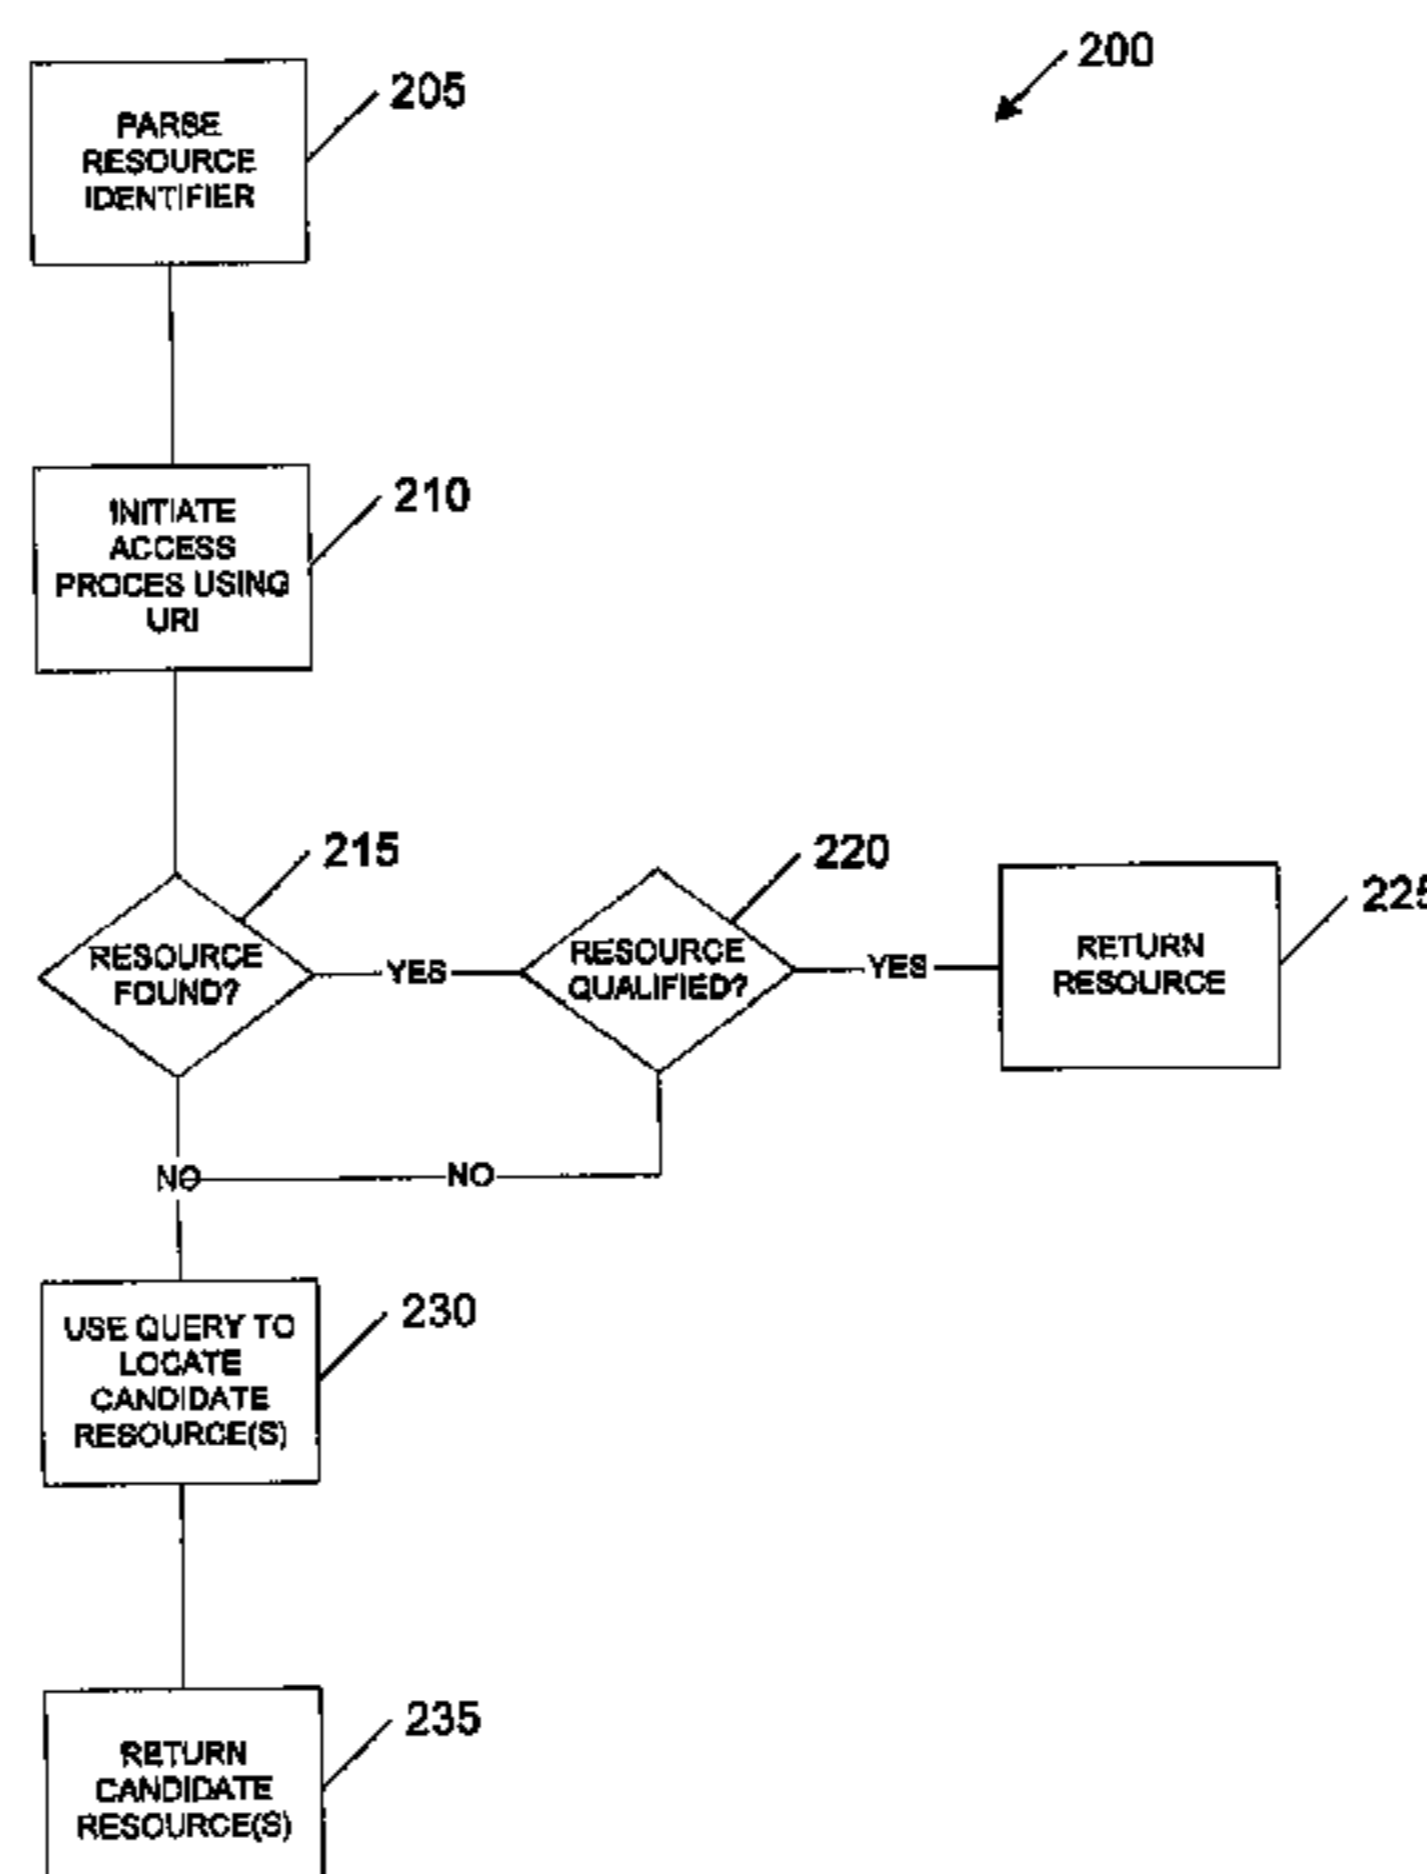 200
205
PARSE
RESOURCE
IDENTIFIER
210
INITIATE
ACCESS
PROCES USING
URI
215
RESOURCE
FOUND?
YES
220
RESOURCE
QUALIFIED?
YES
225
RETURN
RESOURCE
NO
NO
230
USE QUERY TO
LOCATE
CANDIDATE
RESOURCE(S)
235
RETURN
CANDIDATE
RESOURCE(S)